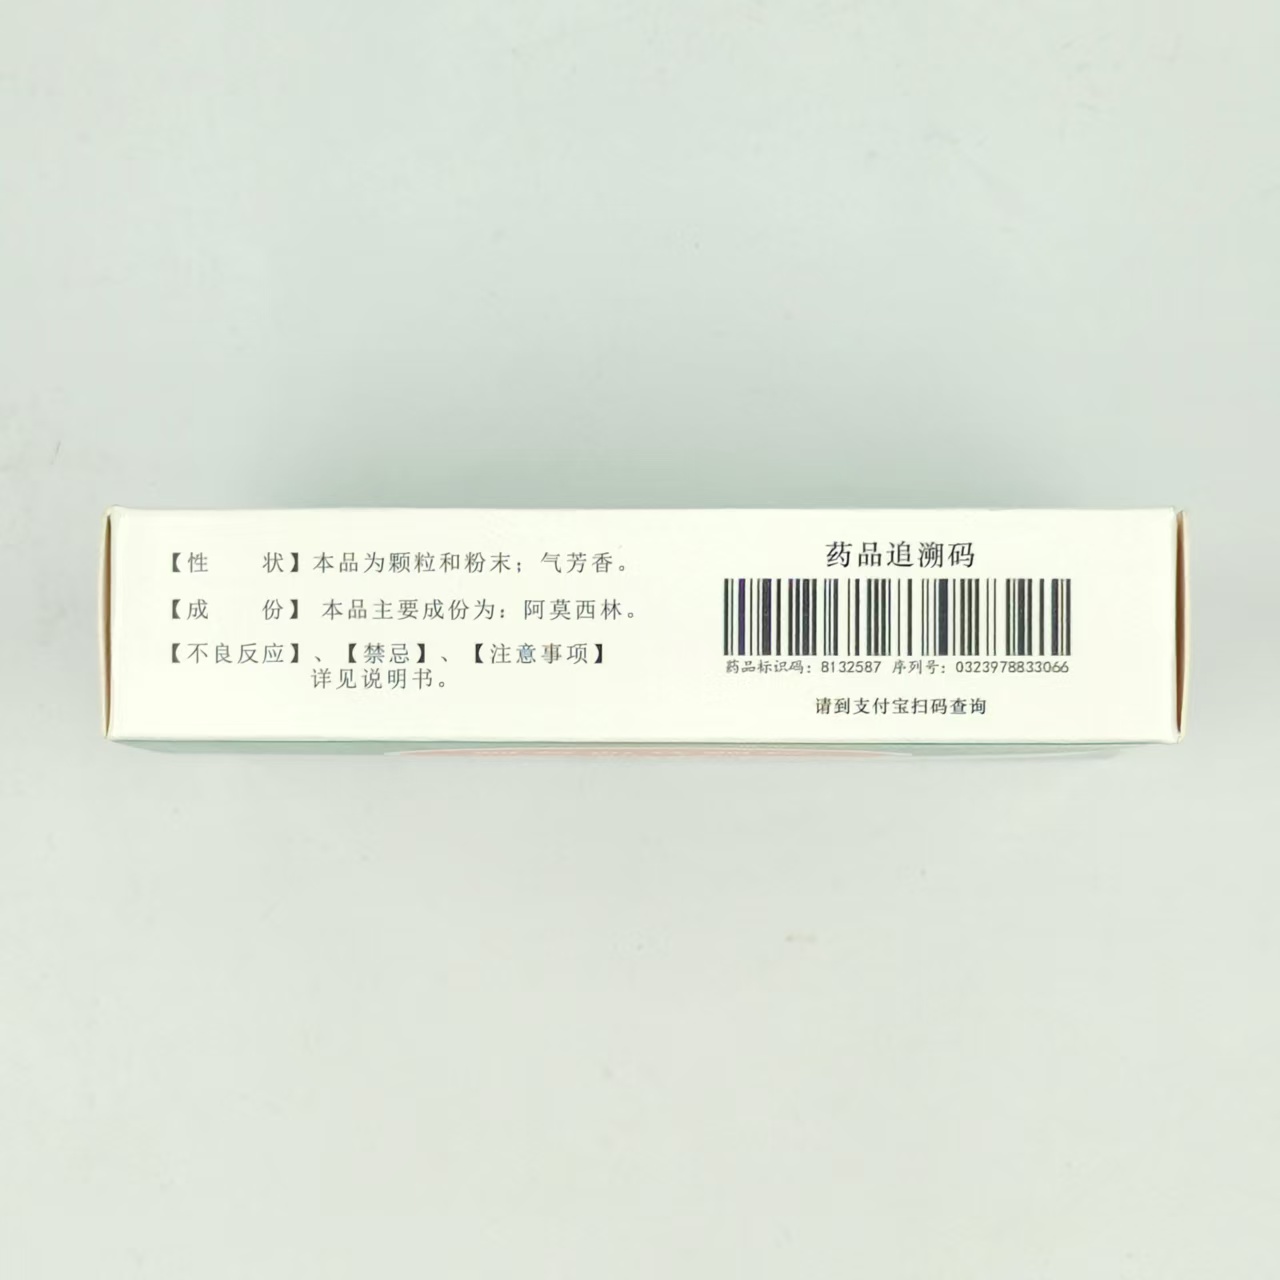 【性　　状】本品为颗粒和粉末；气芳香。
【成　　份】 本品主要成份为：阿莫西林。
【不良反应】、【禁忌】、【注意事项】
详见说明书。
药品追溯码
药品标识码：8132587 序列号：0323978833066
请到支付宝扫码查询